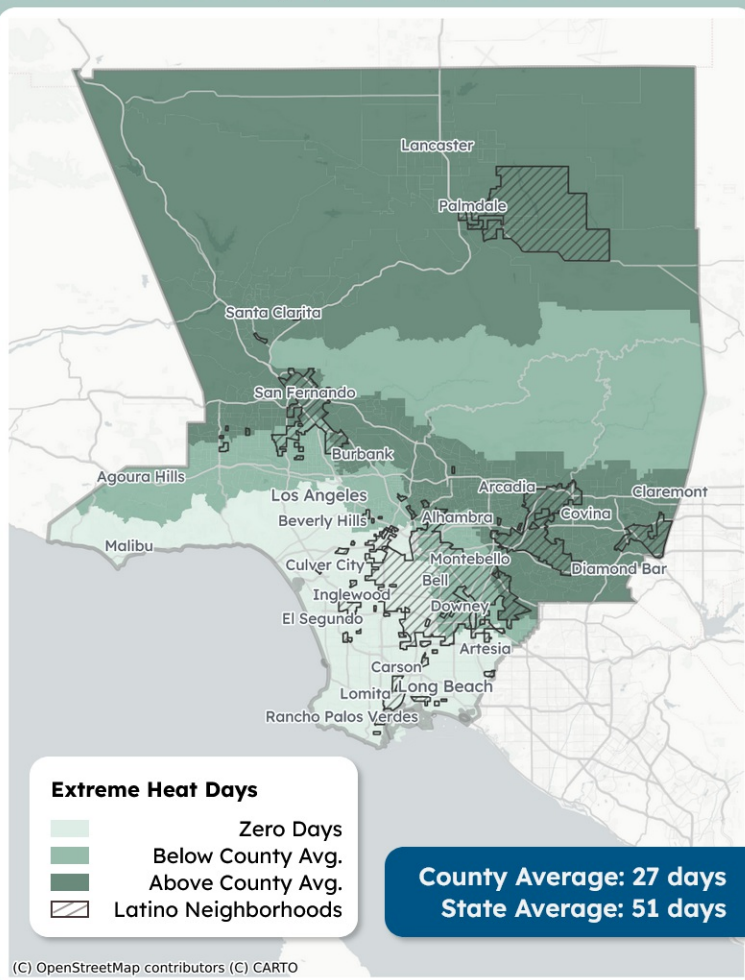 Lancaster
Palmdale
Santa Clarita
San Fernando
Burbank
Agoura Hills
Arcadia
Claremont
Los Angeles
Covina
Beverly Hills
Alhambra
Malibu
Montebello
Culver City
Diamond Bar
Bell
Inglewood
Downey
El Segundo
Artesia
Carson
Long Beach
Lomita
Rancho Palos Verdes
Extreme Heat Days
Zero Days
Below County Avg.
Above County Avg.
Latino Neighborhoods
County Average: 27 days
State Average: 51 days
(C) OpenStreetMap contributors (C) CARTO